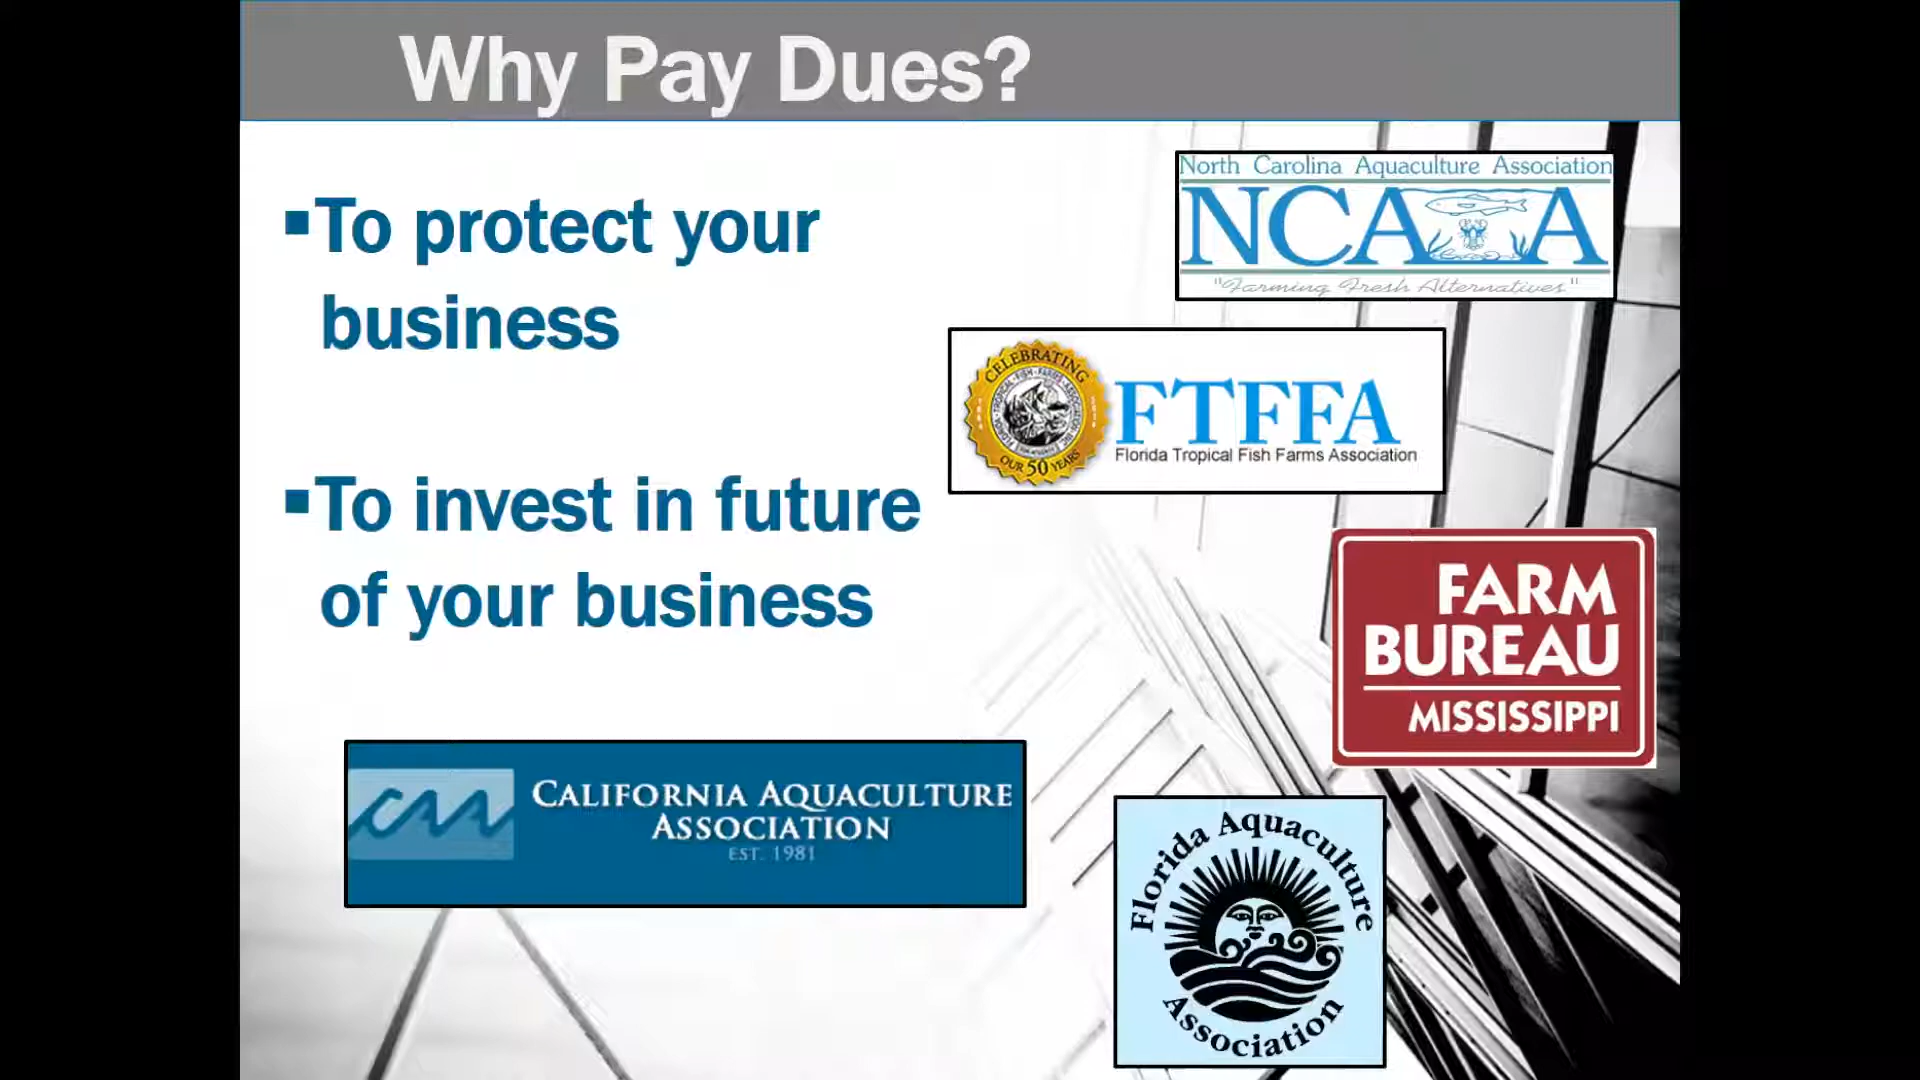 Why Pay Dues?
▪To protect your
business
▪To invest in future
of your business
North Carolina Aquaculture Association
NCA A
"Farming Fresh Alternatives"
CELEBRATING
OUR 50 YEARS
FTFFA
Florida Tropical Fish Farms Association
FARM
BUREAU
MISSISSIPPI
CAA
CALIFORNIA AQUACULTURE
ASSOCIATION
EST. 1981
Florida Aquaculture
Association